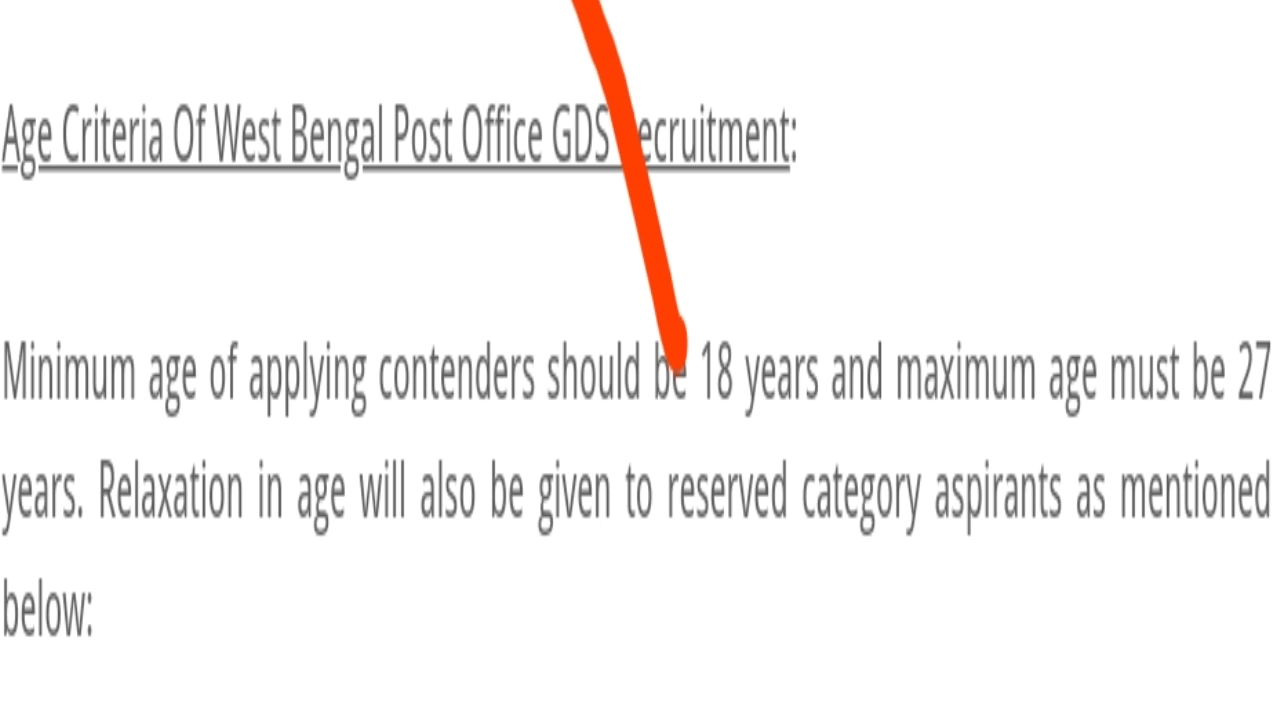 Age Criteria Of West Bengal Post Office GDS Recruitment:
Minimum age of applying contenders should be 18 years and maximum age must be 27
years. Relaxation in age will also be given to reserved category aspirants as mentioned
below: